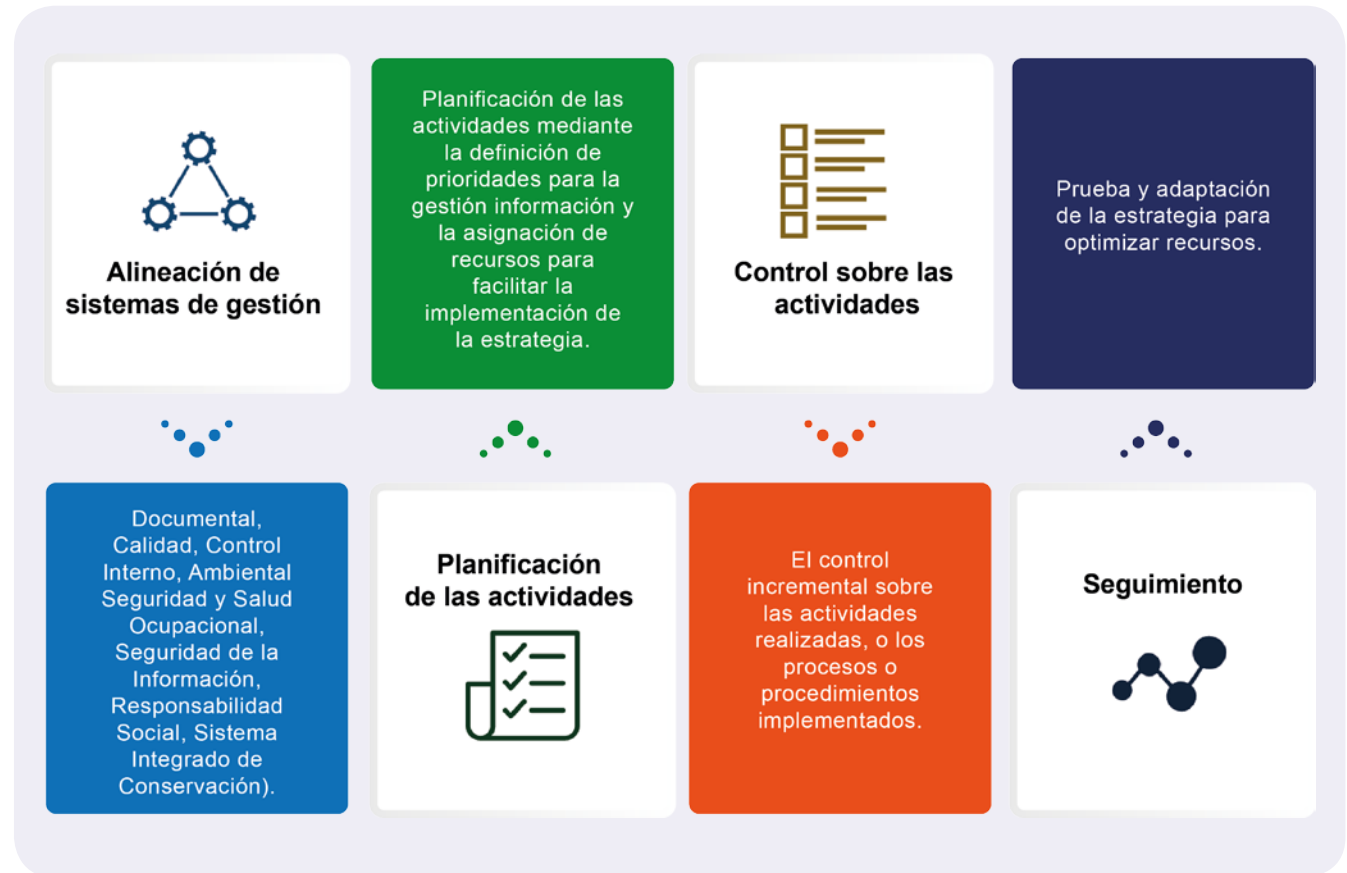 Alineación de
sistemas de gestión
Documental,
Calidad, Control
Interno, Ambiental
Seguridad y Salud
Ocupacional,
Seguridad de la
Información,
Responsabilidad
Social, Sistema
Integrado de
Conservación).
Planificación de las
actividades mediante
la definición de
prioridades para la
gestión información y
la asignación de
recursos para
facilitar la
implementación de
la estrategia.
Planificación
de las actividades
Control sobre las
actividades
El control
incremental sobre
las actividades
realizadas, o los
procesos o
procedimientos
implementados.
Prueba y adaptación
de la estrategia para
optimizar recursos.
Seguimiento